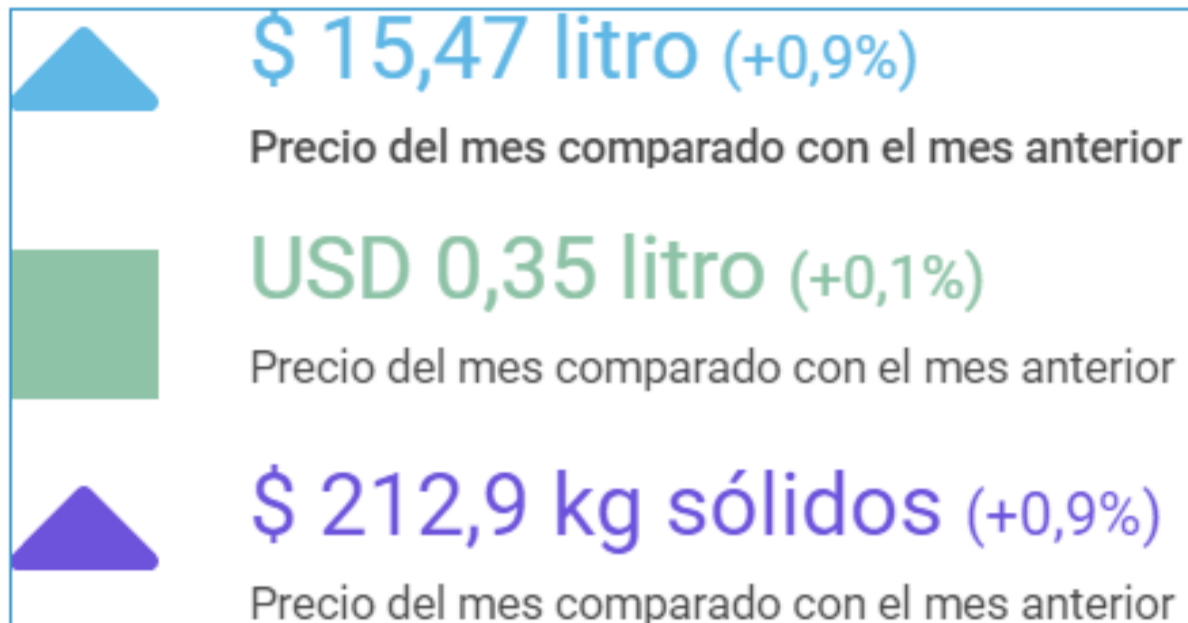 $ 15,47 litro (+0,9%)
Precio del mes comparado con el mes anterior
USD 0,35 litro (+0,1%)
Precio del mes comparado con el mes anterior
$ 212,9 kg sólidos (+0,9%)
Precio del mes comparado con el mes anterior